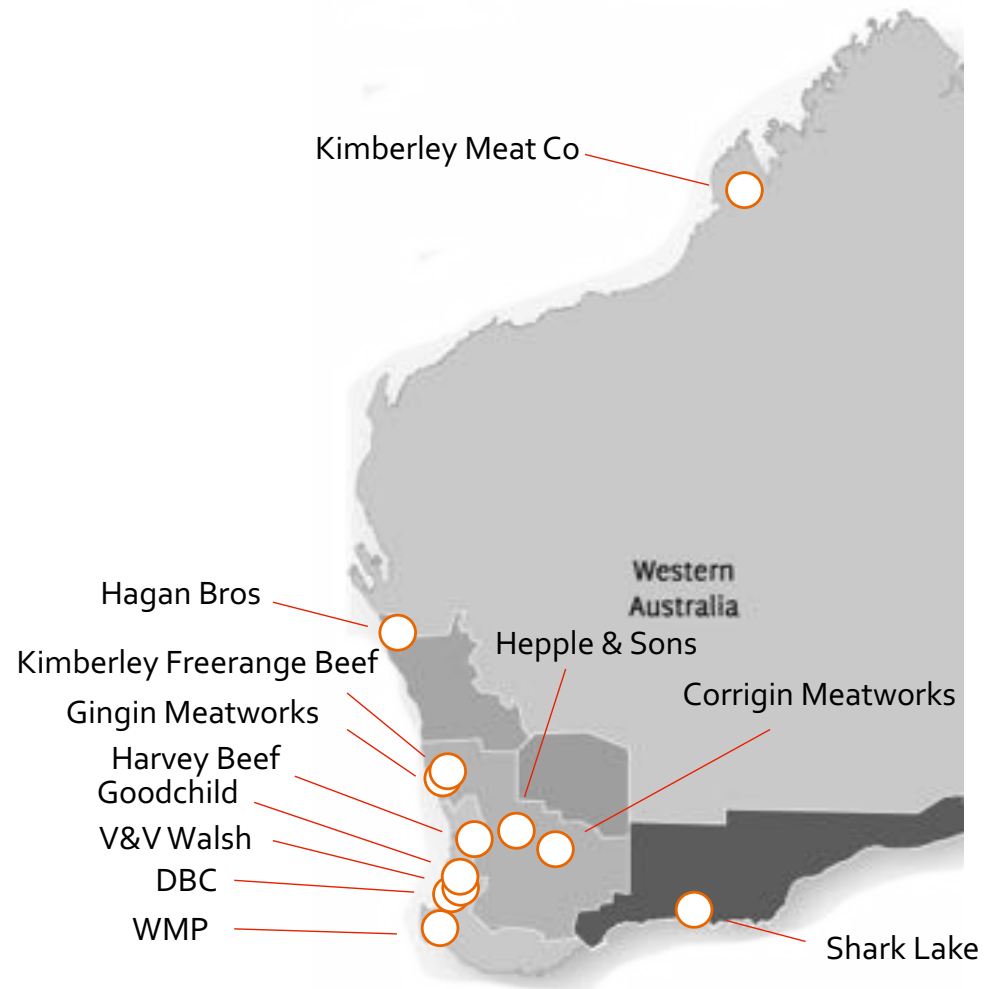 Kimberley Meat Co
Western
Australia
Hagan Bros
Hepple & Sons
Kimberley Freerange Beef
Corrigin Meatworks
Gingin Meatworks
Harvey Beef
Goodchild
V&V Walsh
DBC
WMP
Shark Lake